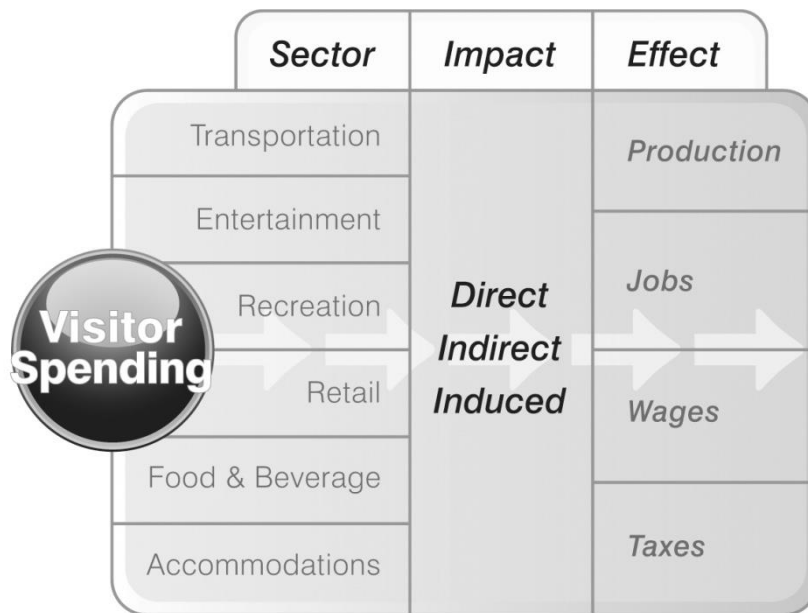 Sector Impact Effect
Transportation
Entertainment
Recreation
Retail
Food & Beverage
Accommodations
Visitor
Spending
Direct
Indirect
Induced
Production
Jobs
Wages
Taxes